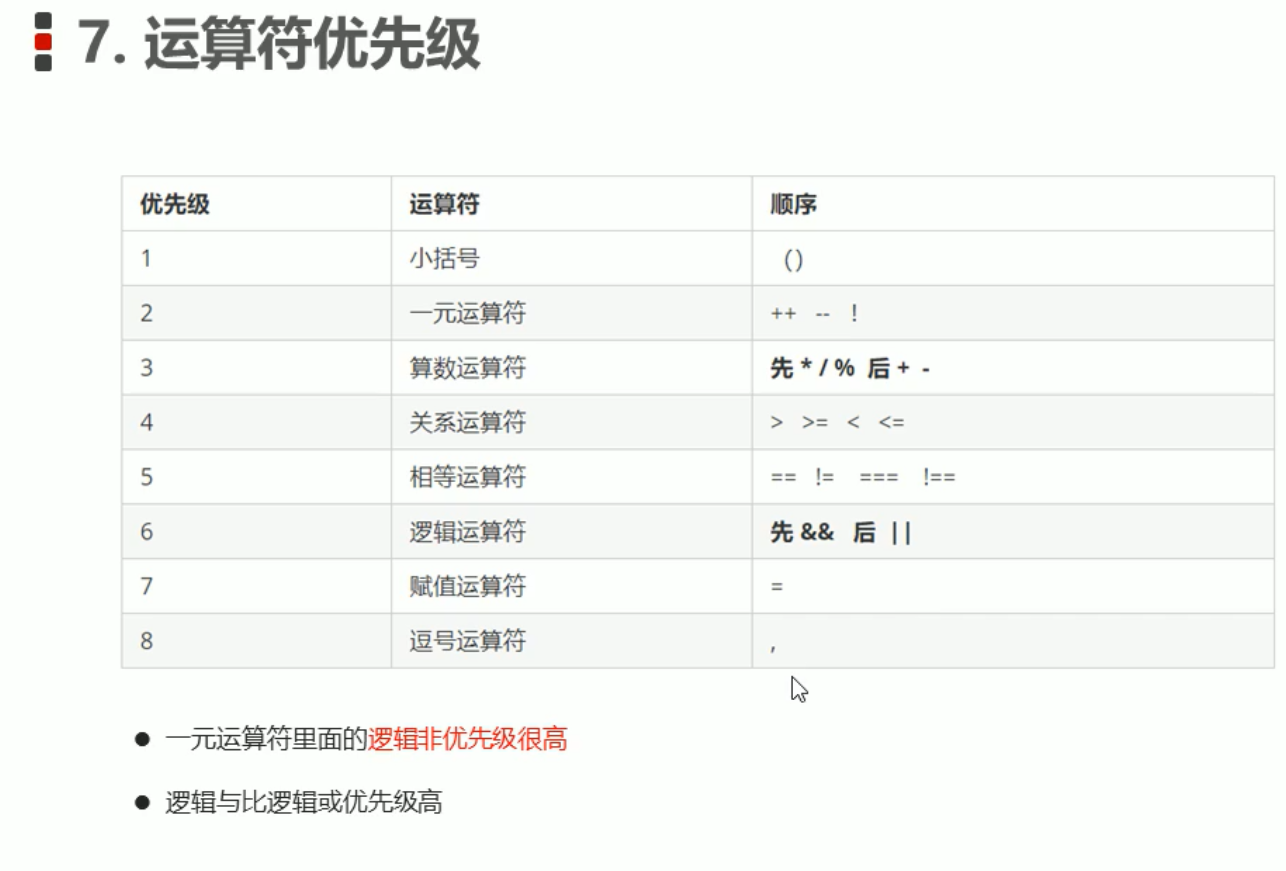 7. 运算符优先级
优先级 运算符 顺序
1 小括号 ()
2 一元运算符 ++ -- !
3 算数运算符 先 * / % 后 + -
4 关系运算符 > >= < <=
5 相等运算符 == != === !==
6 逻辑运算符 先 && 后 ||
7 赋值运算符 =
8 逗号运算符 ,
● 一元运算符里面的逻辑非优先级很高
● 逻辑与比逻辑或优先级高